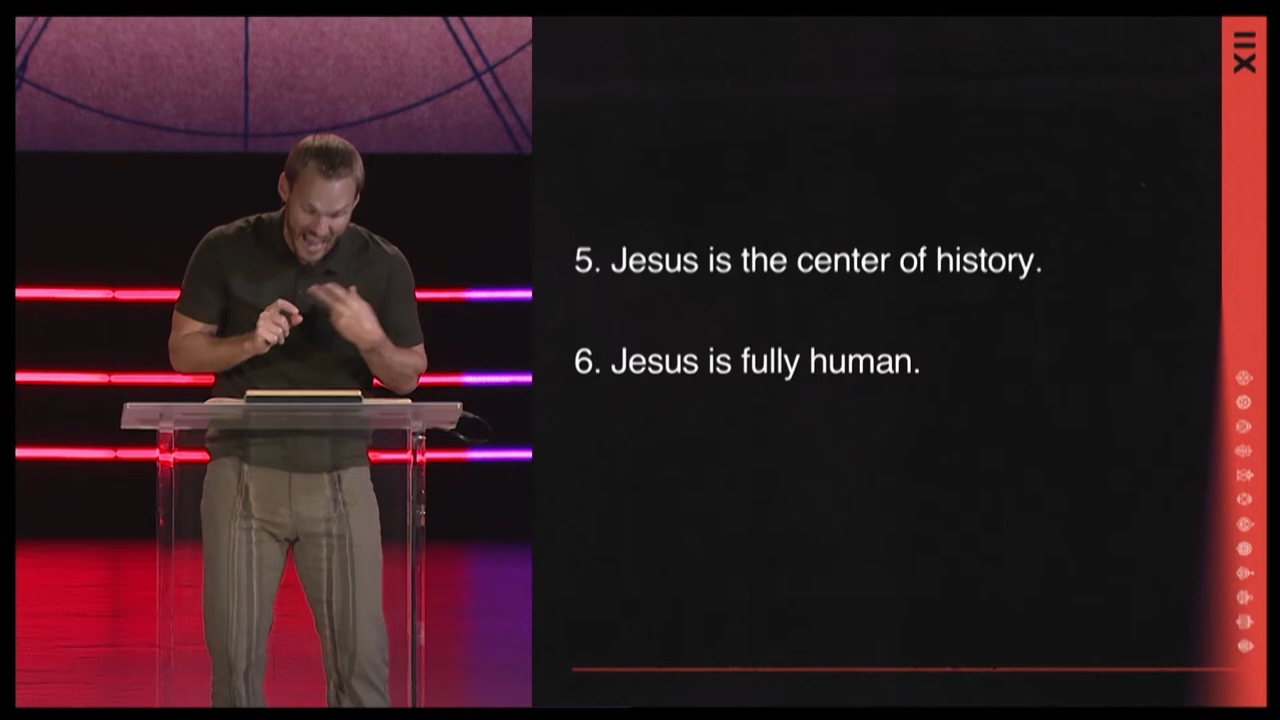 XII
5. Jesus is the center of history.
6. Jesus is fully human.